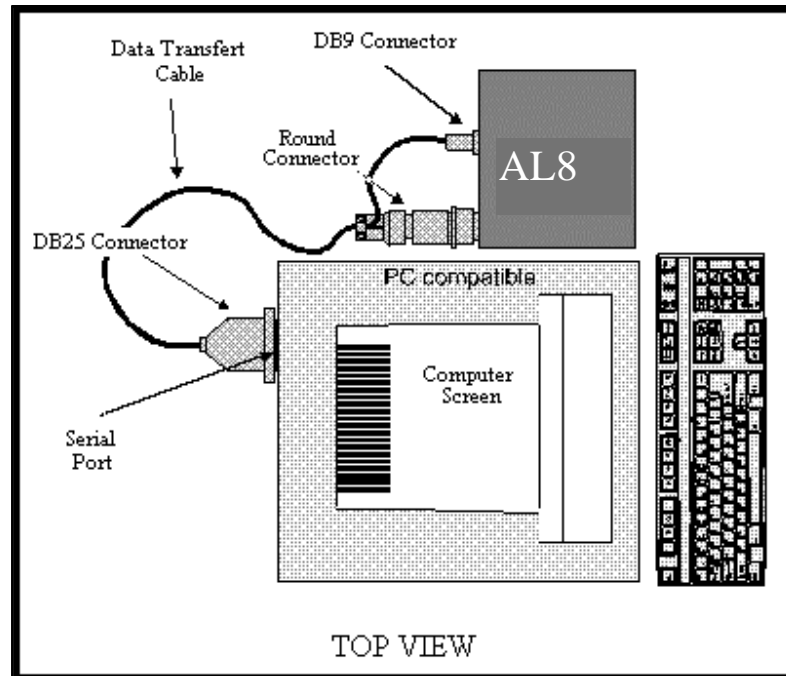 Data Transfert
Cable
DB9 Connector
Round
Connector
AL8
DB25 Connector
PC compatible
Computer
Screen
Serial
Port
TOP VIEW